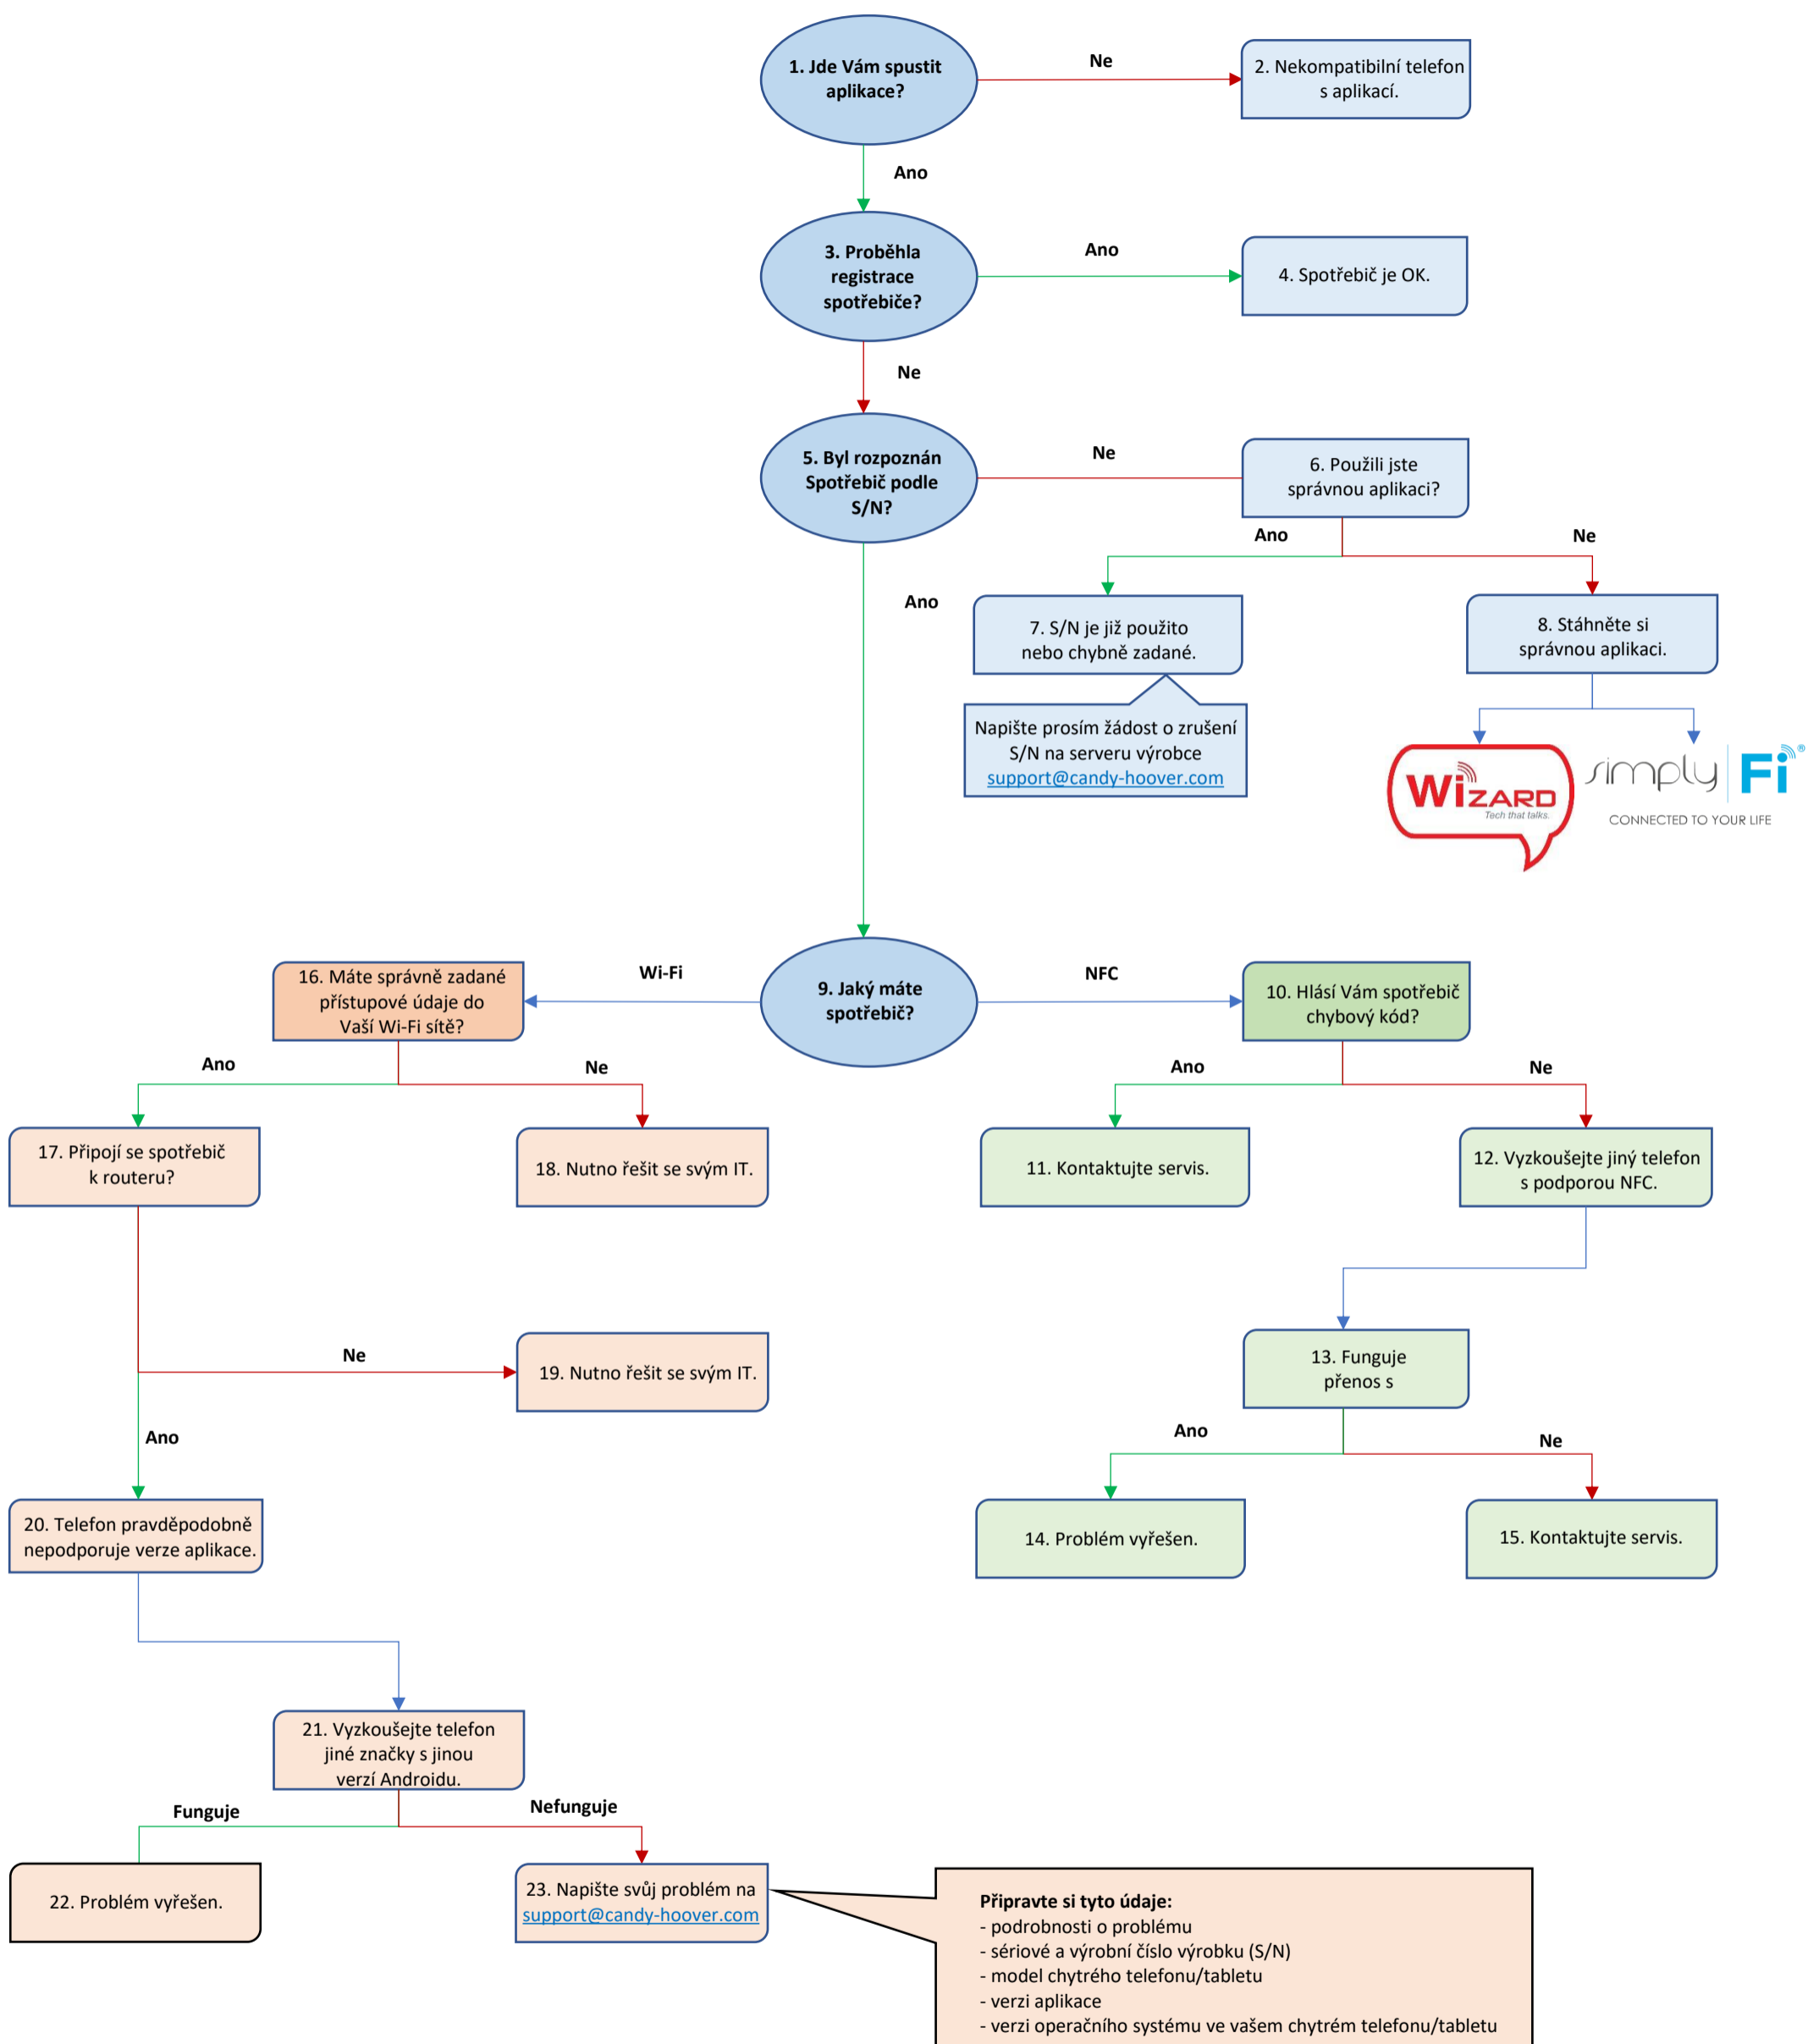 1. Jde Vám spustit
aplikace?
Ne
2. Nekompatibilní telefon
s aplikací.
Ano
3. Proběhla
registrace
spotřebiče?
Ano
4. Spotřebič je OK.
Ne
5. Byl rozpoznán
Spotřebič podle
S/N?
Ne
6. Použili jste
správnou aplikaci?
Ano
Ne
Ano
7. S/N je již použito
nebo chybně zadané.
8. Stáhněte si
správnou aplikaci.
Napište prosím žádost o zrušení
S/N na serveru výrobce
support@candy-hoover.com
WiZARD
Tech that talks.
simply Fi®
CONNECTED TO YOUR LIFE
9. Jaký máte
spotřebič?
Wi-Fi
NFC
16. Máte správně zadané
přístupové údaje do
Vaší Wi-Fi sítě?
10. Hlásí Vám spotřebič
chybový kód?
Ano
Ne
Ano
Ne
17. Připojí se spotřebič
k routeru?
18. Nutno řešit se svým IT.
11. Kontaktujte servis.
12. Vyzkoušejte jiný telefon
s podporou NFC.
Ne
19. Nutno řešit se svým IT.
13. Funguje
přenos s
Ano
Ano
Ne
20. Telefon pravděpodobně
nepodporuje verze aplikace.
14. Problém vyřešen.
15. Kontaktujte servis.
21. Vyzkoušejte telefon
jiné značky s jinou
verzí Androidu.
Funguje
Nefunguje
22. Problém vyřešen.
23. Napište svůj problém na
support@candy-hoover.com
Připravte si tyto údaje:
- podrobnosti o problému
- sériové a výrobní číslo výrobku (S/N)
- model chytrého telefonu/tabletu
- verzi aplikace
- verzi operačního systému ve vašem chytrém telefonu/tabletu